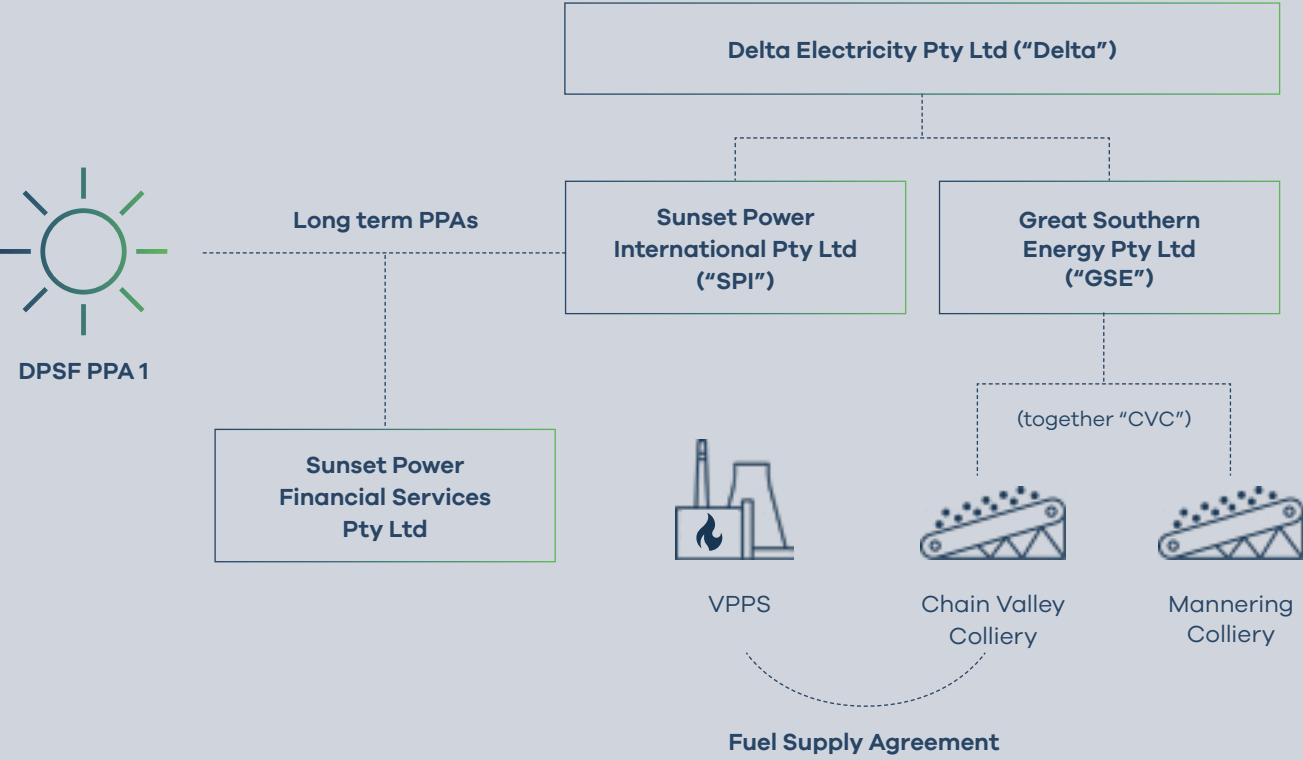 Delta Electricity Pty Ltd (“Delta”)
Long term PPAs
Sunset Power
International Pty Ltd
(“SPI”)
Great Southern
Energy Pty Ltd
(“GSE”)
DPSF PPA 1
(together “CVC”)
Sunset Power
Financial Services
Pty Ltd
VPPS
Chain Valley
Colliery
Mannering
Colliery
Fuel Supply Agreement